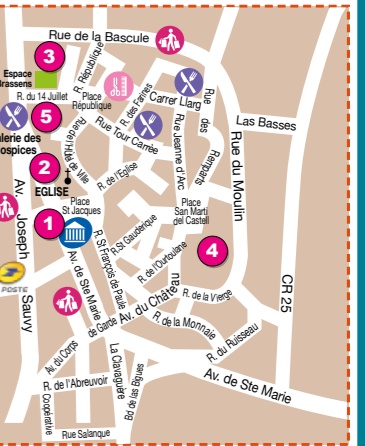 Rue de la Bascule
3
Espace
Brassens
R. République
R. du 14 Juillet
Place
République
R. des Farines
Carrer Llarg
Rue des Remparts
Las Basses
5
Rue de l'Hôtel de Ville
Rue Tour Carrée
Rue Jeanne d'Arc
Rue du Moulin
2
EGLISE
R. de l'Eglise
Place
St Jacques
Place
San Marti
del Castell
1
Av. Joseph Sauvy
R. St Gauderique
R. de l'Ourtoulane
4
R. St François de Paule
Av. de Ste Marie
POSTE
CR 25
Av. du Château
R. de la Vierge
R. de la Monnaie
R. du Ruisseau
Av. du Corps de Garde
La Clavaguère
Bd de las Bigues
Av. de Ste Marie
R. de l'Abreuvoir
Coopérative
Rue Salanque